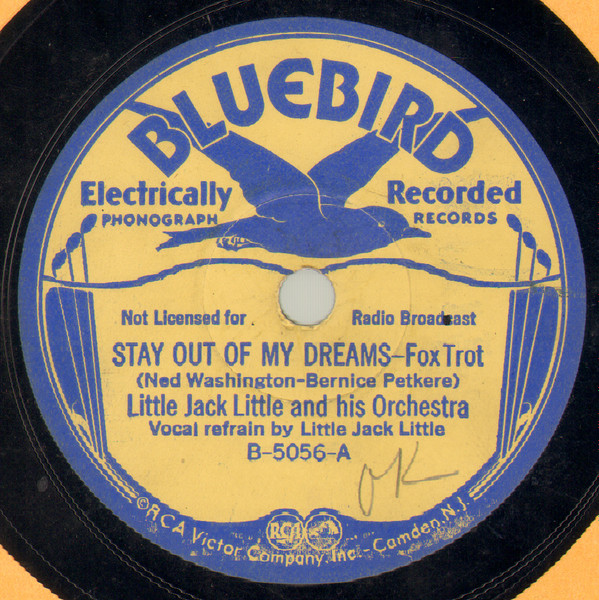 BLUEBIRD
Electrically Recorded
PHONOGRAPH RECORDS
Not Licensed for Radio Broadcast
STAY OUT OF MY DREAMS-Fox Trot
(Ned Washington-Bernice Petkere)
Little Jack Little and his Orchestra
Vocal refrain by Little Jack Little
B-5056-A
OK
RCA
©RCA Victor Company, Inc. Camden, N.J.